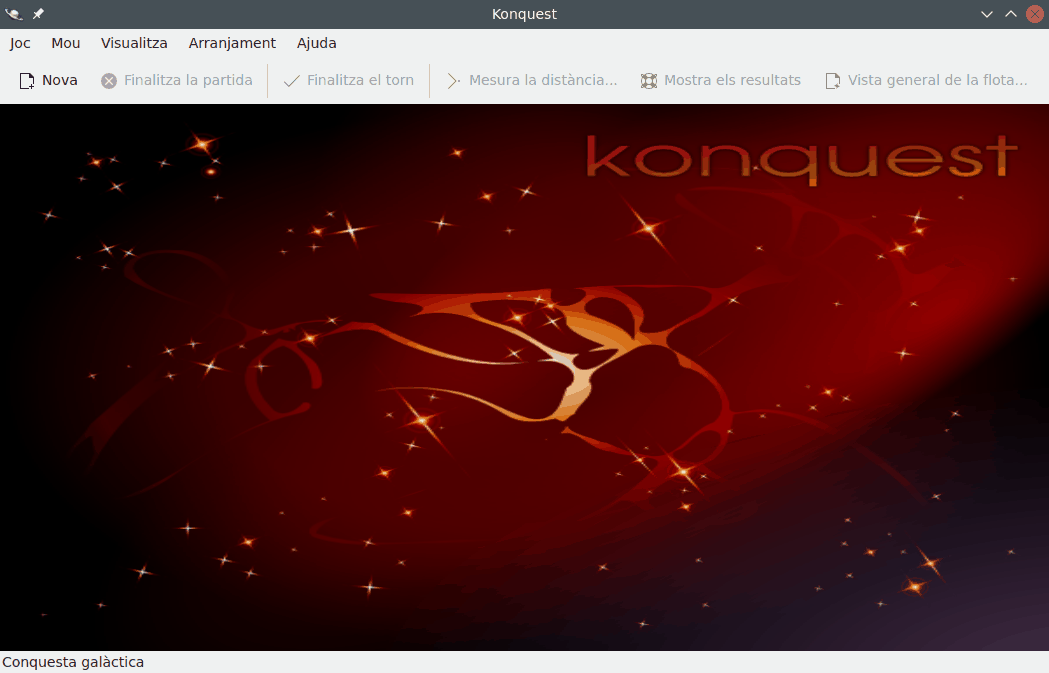 Konquest
Joc Mou Visualitza Arranjament Ajuda
Nova Finalitza la partida Finalitza el torn Mesura la distància... Mostra els resultats Vista general de la flota...
konquest
Conquesta galàctica